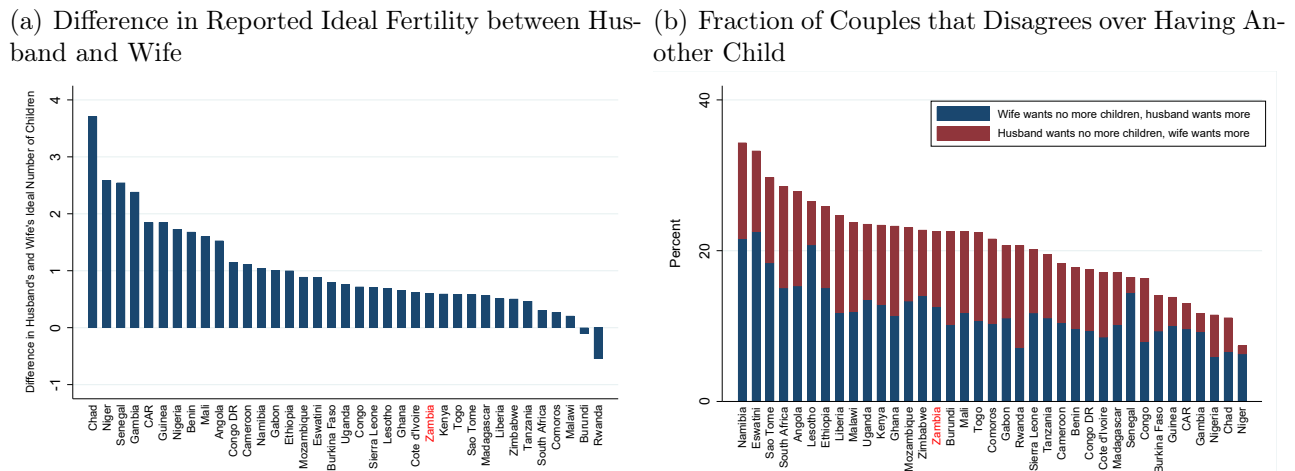 (a) Difference in Reported Ideal Fertility between Hus-
band and Wife
Difference in Husband's and Wife's Ideal Number of Children
4
3
2
1
0
-1
Chad
Niger
Senegal
Gambia
CAR
Guinea
Nigeria
Benin
Mali
Angola
Congo DR
Cameroon
Namibia
Gabon
Ethiopia
Mozambique
Eswatini
Burkina Faso
Uganda
Congo
Sierra Leone
Lesotho
Ghana
Cote d'Ivoire
Zambia
Kenya
Togo
Sao Tome
Madagascar
Liberia
Zimbabwe
Tanzania
South Africa
Comoros
Malawi
Burundi
Rwanda
(b) Fraction of Couples that Disagrees over Having An-
other Child
Percent
40
20
0
Wife wants no more children, husband wants more
Husband wants no more children, wife wants more
Namibia
Eswatini
Sao Tome
South Africa
Angola
Lesotho
Ethiopia
Liberia
Malawi
Uganda
Kenya
Ghana
Mozambique
Zimbabwe
Zambia
Burundi
Mali
Togo
Comoros
Gabon
Rwanda
Sierra Leone
Tanzania
Cameroon
Benin
Congo DR
Cote d'Ivoire
Madagascar
Senegal
Congo
Burkina Faso
Guinea
CAR
Gambia
Nigeria
Chad
Niger